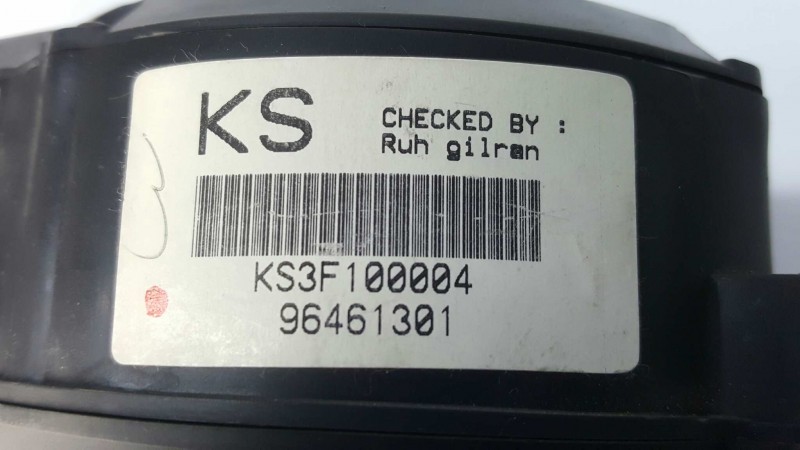 KS
CHECKED BY :
Ruh gilran
KS3F100004
96461301